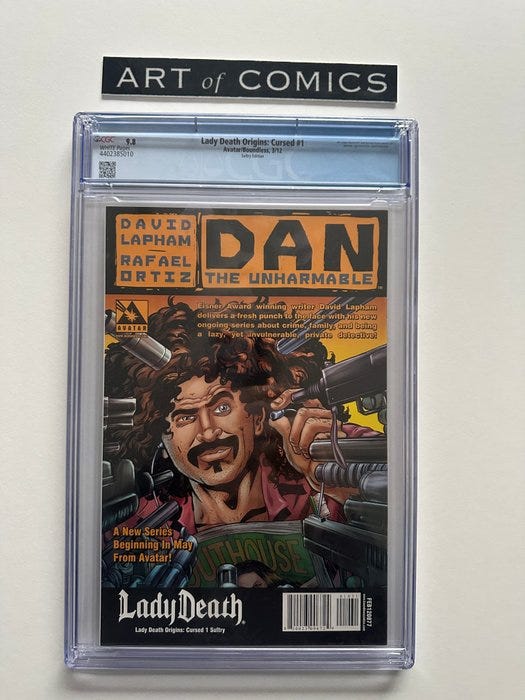 ART of COMICS
CGC 9.8 Lady Death Origins: Cursed #1
WHITE Pages Avatar/Boundless, 3/12
4402385010 Sultry Edition
DAVID
LAPHAM
RAFAEL
ORTIZ
DAN
THE UNHARMABLE
AVATAR
Eisner Award winning writer David Lapham
delivers a fresh punch to the face with his new
ongoing series about crime, family, and being
a lazy, yet invulnerable, private detective!
A New Series
Beginning In May
From Avatar!
OUTHOUSE
Lady Death
Lady Death Origins: Cursed 1 Sultry
FEB120877